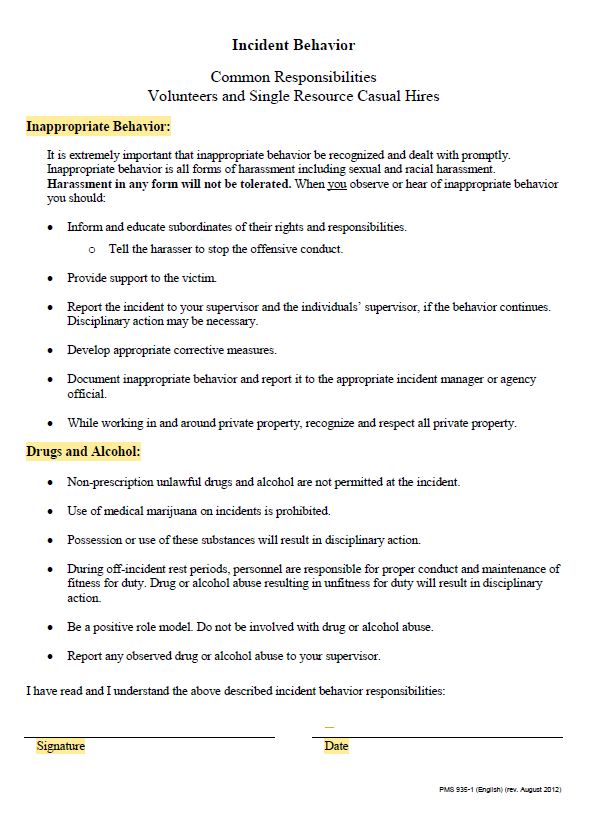 Incident Behavior
Common Responsibilities
Volunteers and Single Resource Casual Hires
Inappropriate Behavior:
It is extremely important that inappropriate behavior be recognized and dealt with promptly.
Inappropriate behavior is all forms of harassment including sexual and racial harassment.
Harassment in any form will not be tolerated. When you observe or hear of inappropriate behavior
you should:
• Inform and educate subordinates of their rights and responsibilities.
o Tell the harasser to stop the offensive conduct.
• Provide support to the victim.
• Report the incident to your supervisor and the individuals’ supervisor, if the behavior continues.
Disciplinary action may be necessary.
• Develop appropriate corrective measures.
• Document inappropriate behavior and report it to the appropriate incident manager or agency
official.
• While working in and around private property, recognize and respect all private property.
Drugs and Alcohol:
• Non-prescription unlawful drugs and alcohol are not permitted at the incident.
• Use of medical marijuana on incidents is prohibited.
• Possession or use of these substances will result in disciplinary action.
• During off-incident rest periods, personnel are responsible for proper conduct and maintenance of
fitness for duty. Drug or alcohol abuse resulting in unfitness for duty will result in disciplinary
action.
• Be a positive role model. Do not be involved with drug or alcohol abuse.
• Report any observed drug or alcohol abuse to your supervisor.
I have read and I understand the above described incident behavior responsibilities:
Signature Date
PMS 935-1 (English) (rev. August 2012)